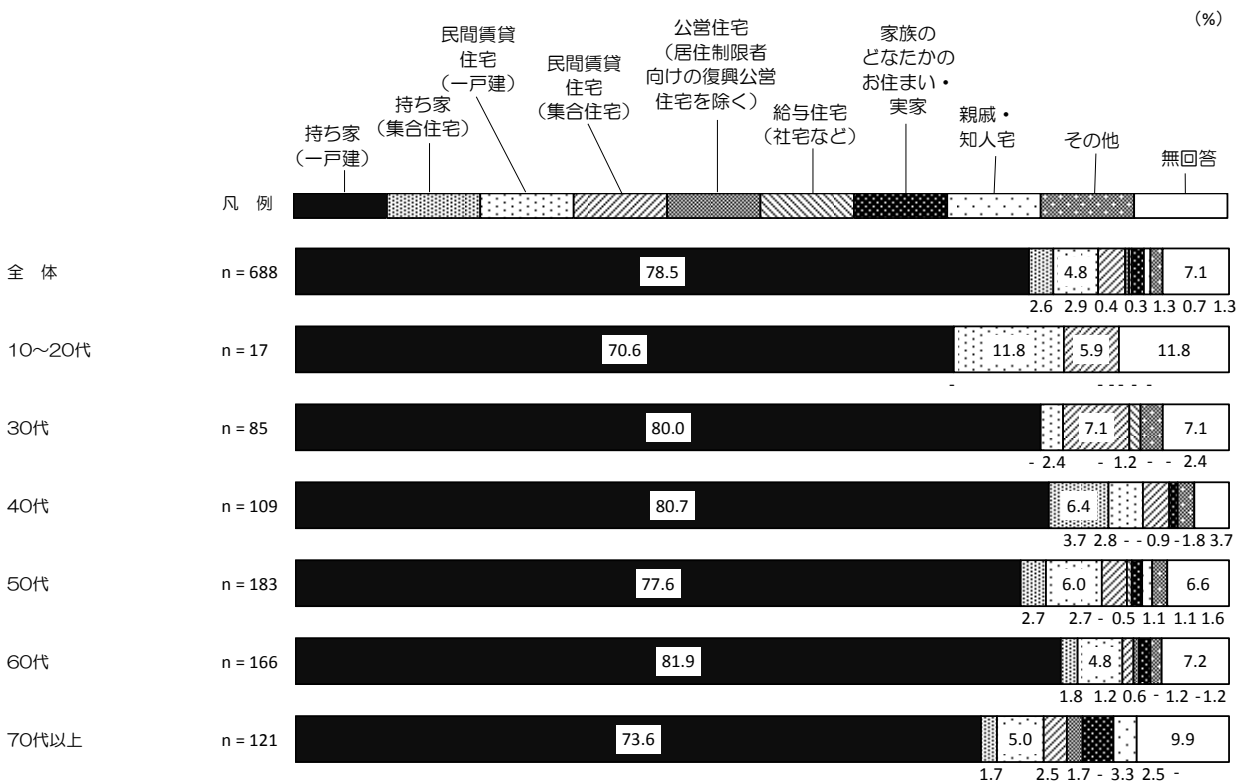 (%)
民間賃貸
住宅
（一戸建）
民間賃貸
住宅
（集合住宅）
公営住宅
（居住制限者
向けの復興公営
住宅を除く）
家族の
どなたかの
お住まい・
実家
持ち家
（一戸建）
持ち家
（集合住宅）
給与住宅
（社宅など）
親戚・
知人宅
その他
無回答
凡 例
全 体 n = 688 78.5 4.8 7.1
2.6 2.9 0.4 0.3 1.3 0.7 1.3
10～20代 n = 17 70.6 11.8 5.9 11.8
- - - - - -
30代 n = 85 80.0 7.1 7.1
- 2.4 - 1.2 - - 2.4
40代 n = 109 80.7 6.4
3.7 2.8 - - 0.9 - 1.8 3.7
50代 n = 183 77.6 6.0 6.6
2.7 2.7 - 0.5 1.1 1.1 1.6
60代 n = 166 81.9 4.8 7.2
1.8 1.2 0.6 - 1.2 - 1.2
70代以上 n = 121 73.6 5.0 9.9
1.7 2.5 1.7 - 3.3 2.5 -